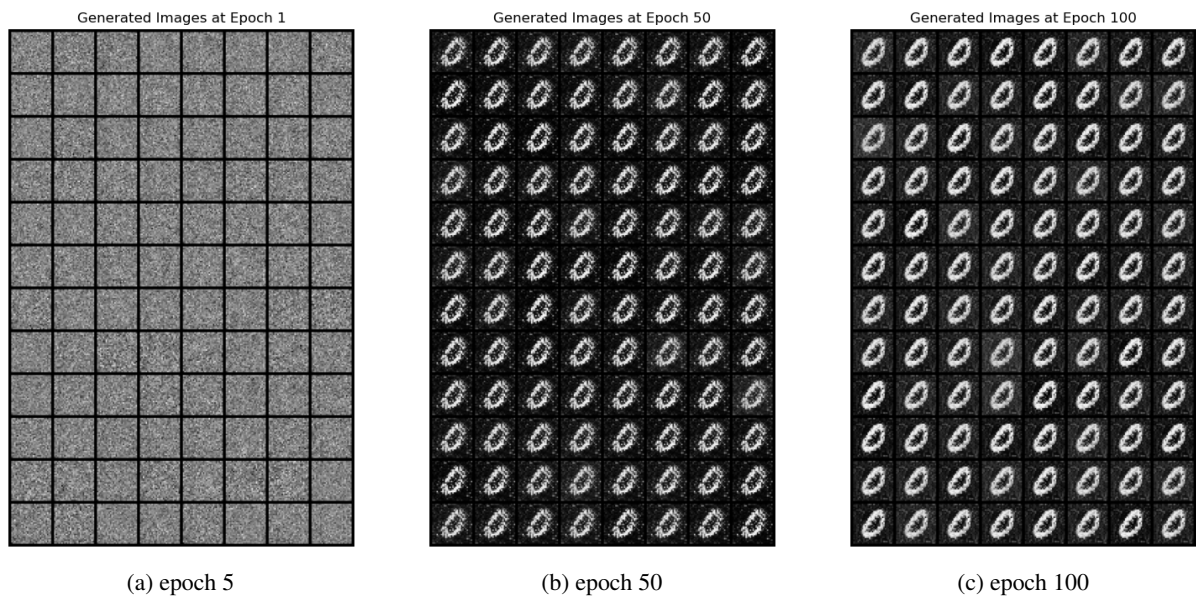 Generated Images at Epoch 1
Generated Images at Epoch 50
Generated Images at Epoch 100
(a) epoch 5
(b) epoch 50
(c) epoch 100